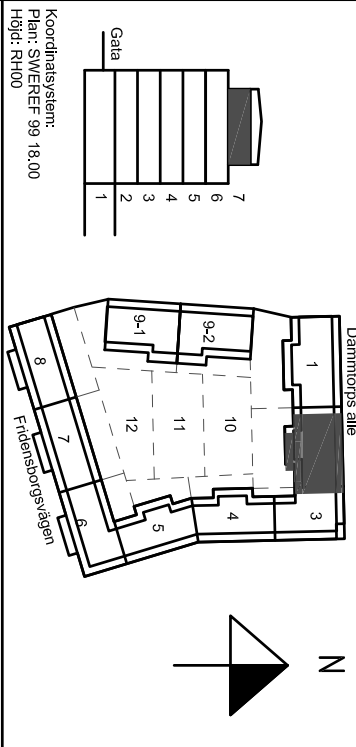 Koordinatsystem:
Plan: SWEREF 99 18.00
Höjd: RH00
Gata
1
2
3
4
5
6
7
Dammtorps alle
1
3
4
5
6
7
8
9-1
9-2
10
11
12
Fridensborgsvägen
N